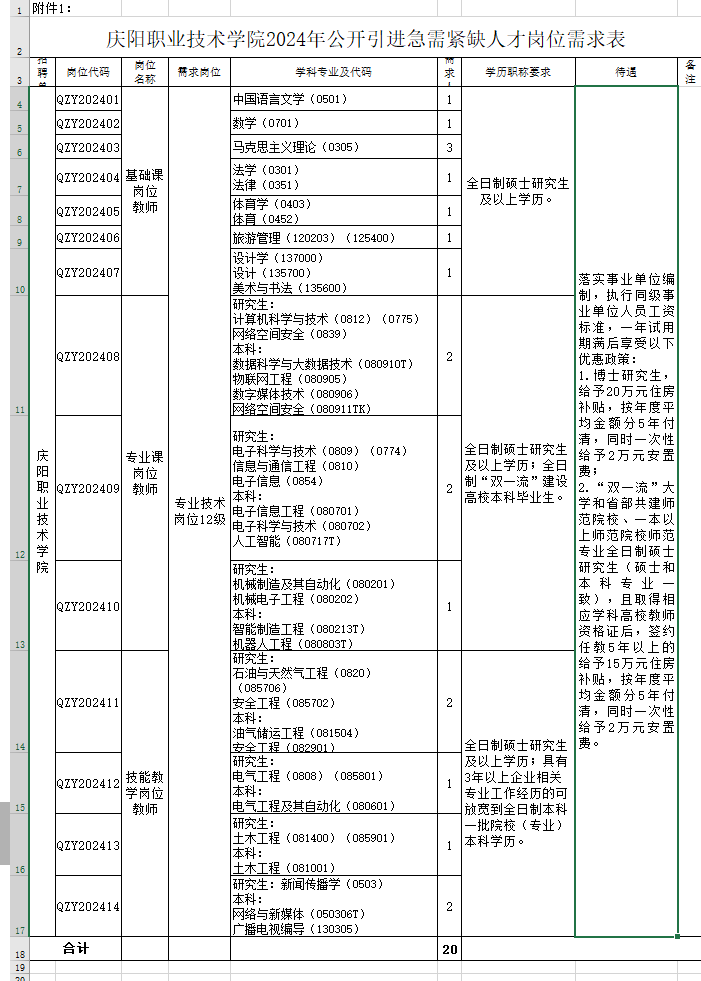 附件1：
庆阳职业技术学院2024年公开引进急需紧缺人才岗位需求表
招聘单 岗位代码 岗位名称 需求岗位 学科专业及代码 需求人 学历职称要求 待遇 备注
庆阳职业技术学院
专业技术
岗位12级
基础课
岗位
教师
QZY202401 中国语言文学（0501） 1
QZY202402 数学（0701） 1
QZY202403 马克思主义理论（0305） 3
QZY202404 法学（0301）
法律（0351） 1
QZY202405 体育学（0403）
体育（0452） 1
QZY202406 旅游管理（120203）（125400） 1
QZY202407 设计学（137000）
设计（135700）
美术与书法（135600） 1
全日制硕士研究生
及以上学历。
专业课
岗位
教师
QZY202408 研究生：
计算机科学与技术（0812）（0775）
网络空间安全（0839）
本科：
数据科学与大数据技术（080910T）
物联网工程（080905）
数字媒体技术（080906）
网络空间安全（080911TK） 2
QZY202409 研究生：
电子科学与技术（0809）（0774）
信息与通信工程（0810）
电子信息（0854）
本科：
电子信息工程（080701）
电子科学与技术（080702）
人工智能（080717T） 2
QZY202410 研究生：
机械制造及其自动化（080201）
机械电子工程（080202）
本科：
智能制造工程（080213T）
机器人工程（080803T） 1
全日制硕士研究生
及以上学历；全日
制“双一流”建设
高校本科毕业生。
技能教
学岗位
教师
QZY202411 研究生：
石油与天然气工程（0820）
（085706）
安全工程（085702）
本科：
油气储运工程（081504）
安全工程（082901） 2
QZY202412 研究生：
电气工程（0808）（085801）
本科：
电气工程及其自动化（080601） 1
QZY202413 研究生：
土木工程（081400）（085901）
本科：
土木工程（081001） 1
QZY202414 研究生：新闻传播学（0503）
本科：
网络与新媒体（050306T）
广播电视编导（130305） 2
全日制硕士研究生
及以上学历；具有
3年以上企业相关
专业工作经历的可
放宽到全日制本科
一批院校（专业）
本科学历。
落实事业单位编
制，执行同级事
业单位人员工资
标准，一年试用
期满后享受以下
优惠政策：
1.博士研究生，
给予20万元住房
补贴，按年度平
均金额分5年付
清，同时一次性
给予2万元安置
费；
2.“双一流”大
学和省部共建师
范院校、一本以
上师范院校师范
专业全日制硕士
研究生（硕士和
本科专业一
致），且取得相
应学科高校教师
资格证后，签约
任教5年以上的
给予15万元住房
补贴，按年度平
均金额分5年付
清，同时一次性
给予2万元安置
费。
合计 20
1
2
3
4
5
6
7
8
9
10
11
12
13
14
15
16
17
18
19